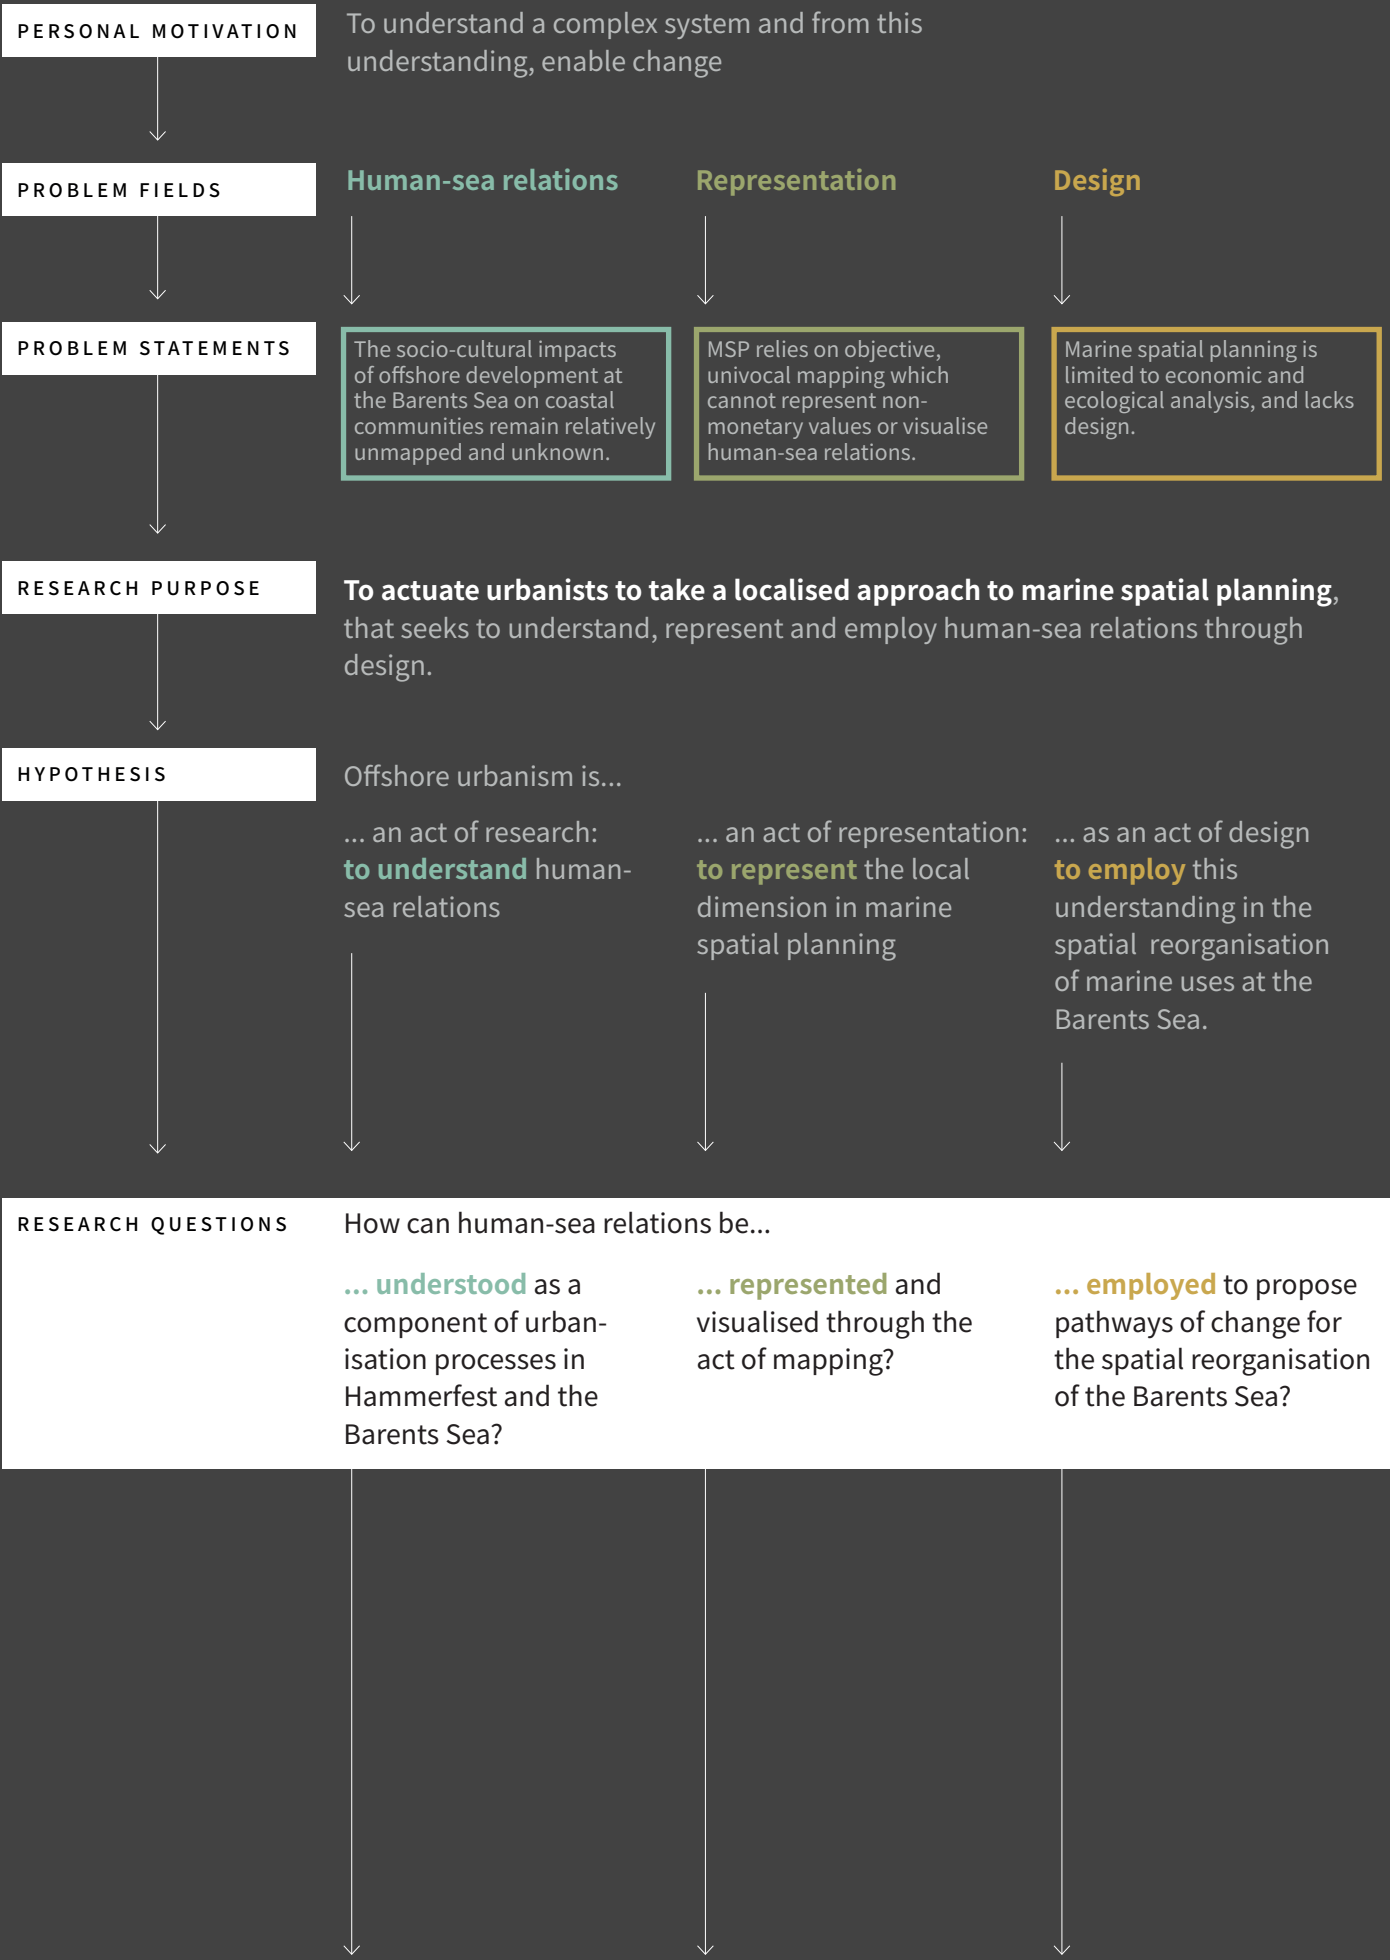 PERSONAL MOTIVATION
To understand a complex system and from this
understanding, enable change
PROBLEM FIELDS
Human-sea relations
Representation
Design
PROBLEM STATEMENTS
The socio-cultural impacts
of offshore development at
the Barents Sea on coastal
communities remain relatively
unmapped and unknown.
MSP relies on objective,
univocal mapping which
cannot represent non-
monetary values or visualise
human-sea relations.
Marine spatial planning is
limited to economic and
ecological analysis, and lacks
design.
RESEARCH PURPOSE
To actuate urbanists to take a localised approach to marine spatial planning,
that seeks to understand, represent and employ human-sea relations through
design.
HYPOTHESIS
Offshore urbanism is...
... an act of research:
to understand human-
sea relations
... an act of representation:
to represent the local
dimension in marine
spatial planning
... as an act of design
to employ this
understanding in the
spatial reorganisation
of marine uses at the
Barents Sea.
RESEARCH QUESTIONS
How can human-sea relations be...
... understood as a
component of urban-
isation processes in
Hammerfest and the
Barents Sea?
... represented and
visualised through the
act of mapping?
... employed to propose
pathways of change for
the spatial reorganisation
of the Barents Sea?